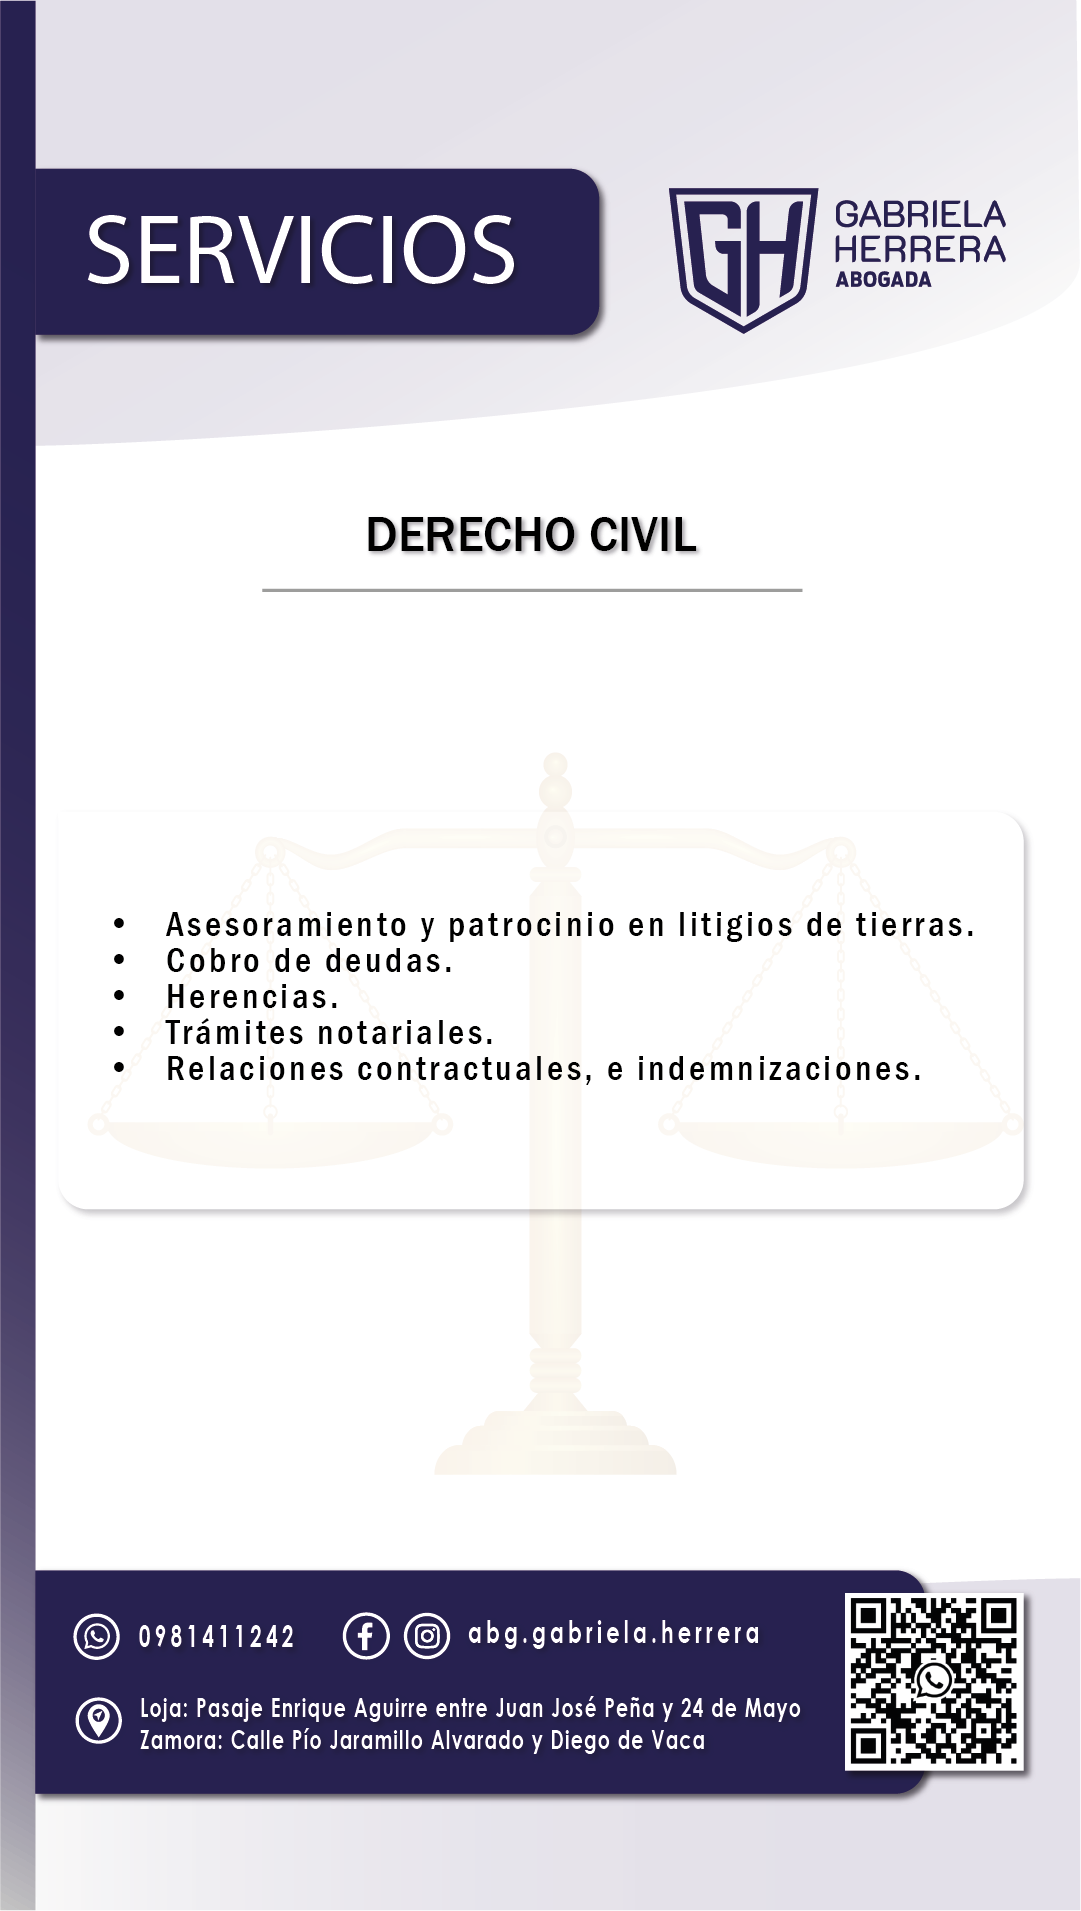 SERVICIOS
GH
GABRIELA
HERRERA
ABOGADA
DERECHO CIVIL
• Asesoramiento y patrocinio en litigios de tierras.
• Cobro de deudas.
• Herencias.
• Trámites notariales.
• Relaciones contractuales, e indemnizaciones.
0981411242
abg.gabriela.herrera
Loja: Pasaje Enrique Aguirre entre Juan José Peña y 24 de Mayo
Zamora: Calle Pío Jaramillo Alvarado y Diego de Vaca